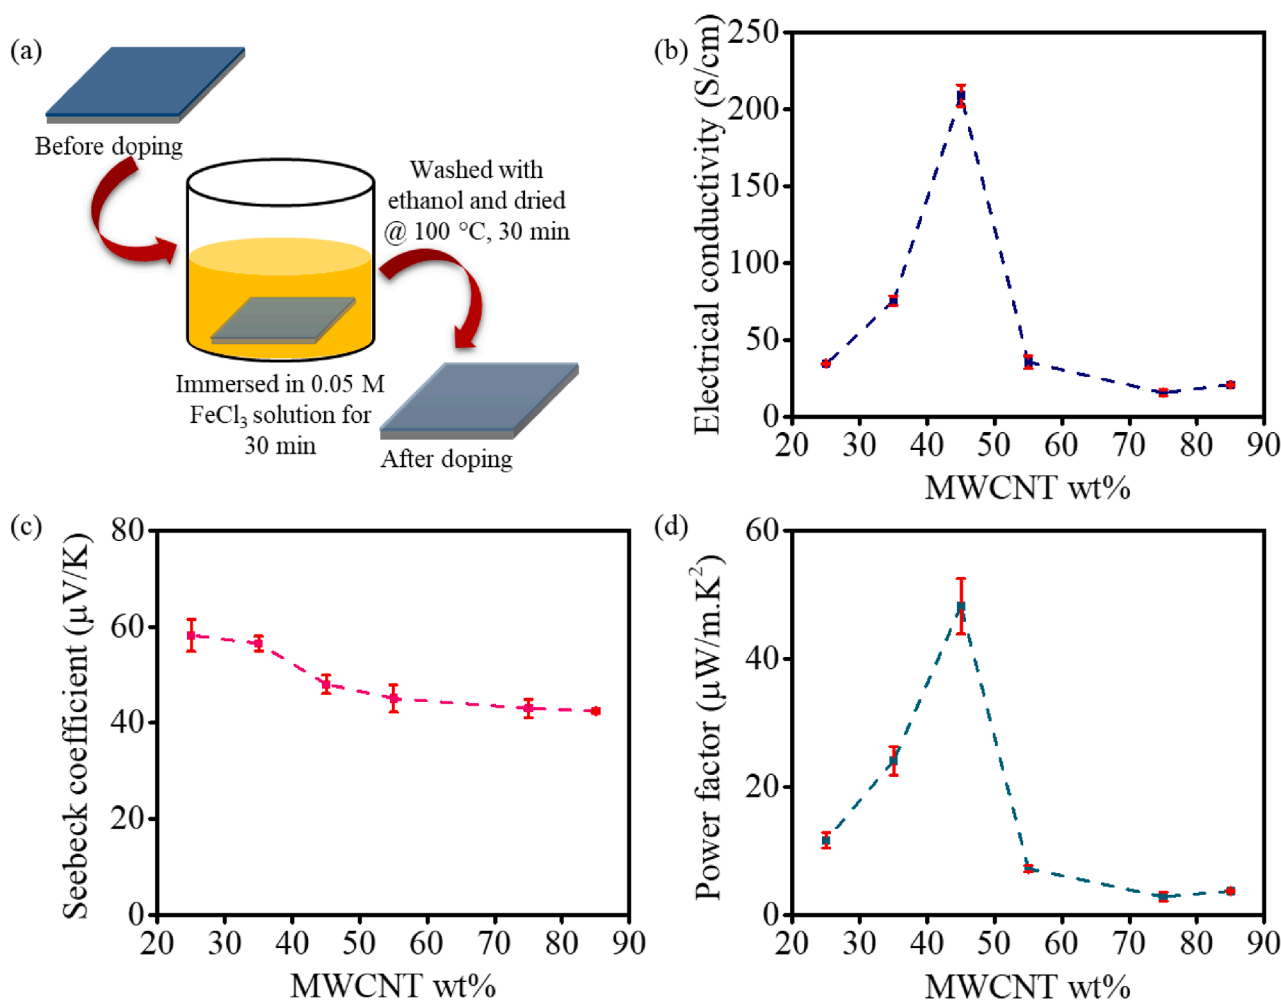 (a)
Before doping
Washed with
ethanol and dried
@ 100 °C, 30 min
Immersed in 0.05 M
FeCl₃ solution for
30 min
After doping
(b)
Electrical conductivity (S/cm)
250
200
150
100
50
0
20 30 40 50 60 70 80 90
MWCNT wt%
(c)
Seebeck coefficient (µV/K)
80
60
40
20
0
20 30 40 50 60 70 80 90
MWCNT wt%
(d)
Power factor (µW/m.K²)
60
40
20
0
20 30 40 50 60 70 80 90
MWCNT wt%